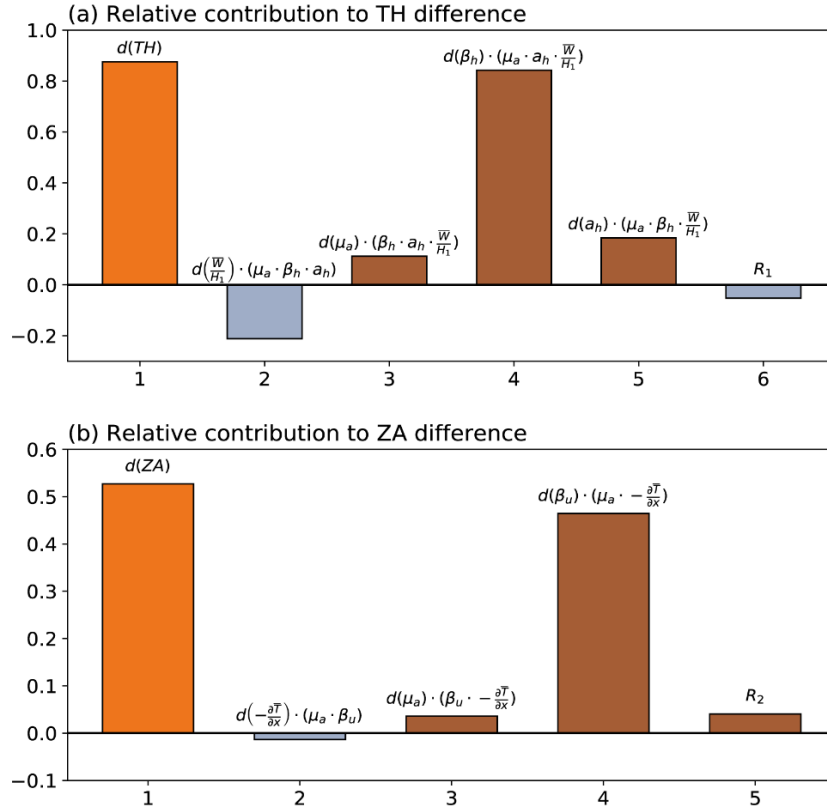 (a) Relative contribution to TH difference
1.0
0.8
0.6
0.4
0.2
0.0
−0.2
d(TH)
d(W̅/H₁)·(μₐ·βₕ·aₕ)
d(μₐ)·(βₕ·aₕ·W̅/H₁)
d(βₕ)·(μₐ·aₕ·W̅/H₁)
d(aₕ)·(μₐ·βₕ·W̅/H₁)
R₁
1 2 3 4 5 6
(b) Relative contribution to ZA difference
0.6
0.5
0.4
0.3
0.2
0.1
0.0
−0.1
d(ZA)
d(−∂T̅/∂x)·(μₐ·βᵤ)
d(μₐ)·(βᵤ·−∂T̅/∂x)
d(βᵤ)·(μₐ·−∂T̅/∂x)
R₂
1 2 3 4 5